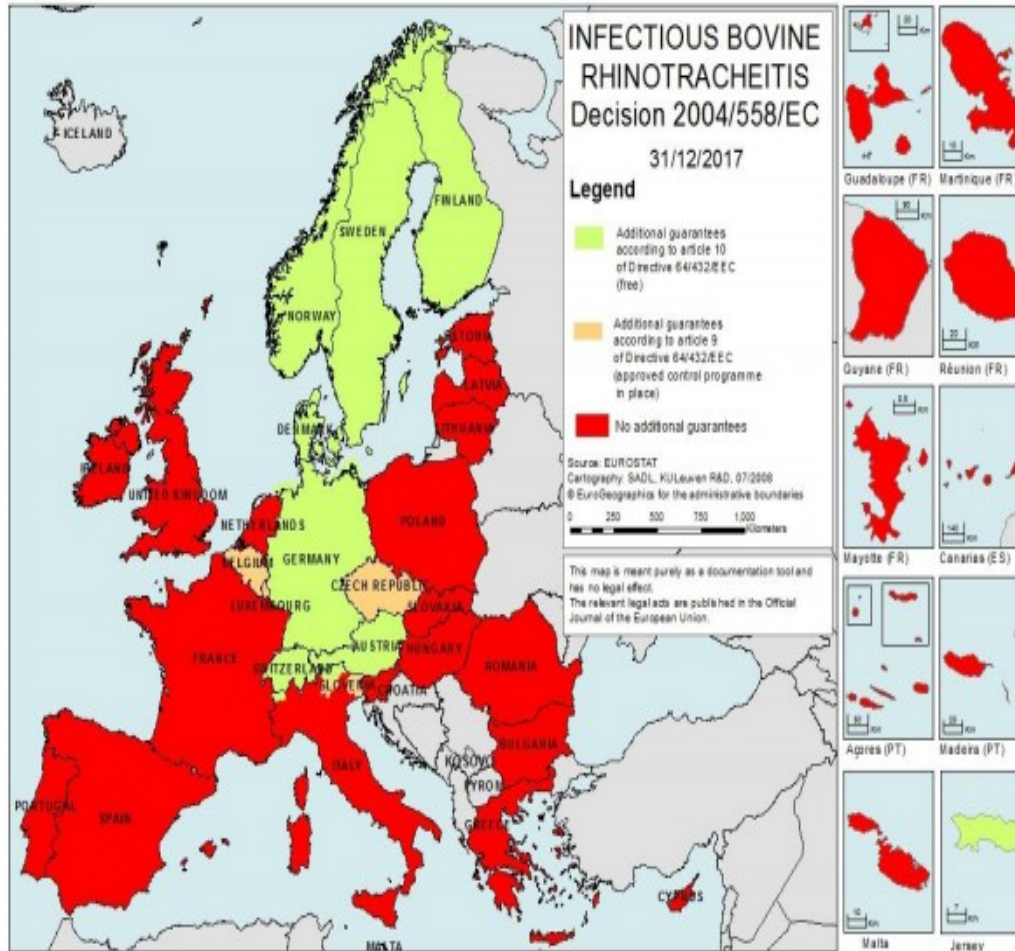 INFECTIOUS BOVINE
RHINOTRACHEITIS
Decision 2004/558/EC
31/12/2017
Legend
Additional guarantees
according to article 10
of Directive 64/432/EEC
(free)
Additional guarantees
according to article 9
of Directive 64/432/EEC
(approved control programme
in place)
No additional guarantees
Source: EUROSTAT
Cartography: SADL, KULeuven R&D, 07/2008
© EuroGeographics for the administrative boundaries
0 250 500 750 1,000
Kilometers
This map is meant purely as a documentation tool and
has no legal effect.
The relevant legal acts are published in the Official
Journal of the European Union.
ICELAND
FINLAND
SWEDEN
NORWAY
ESTONIA
LATVIA
LITHUANIA
DENMARK
IRELAND
UNITED KINGDOM
NETHERLANDS
POLAND
BELGIUM
GERMANY
CZECH REPUBLIC
LUXEMBOURG
SLOVAKIA
AUSTRIA
HUNGARY
FRANCE
SWITZERLAND
ROMANIA
SLOVENIA
CROATIA
BULGARIA
ITALY
KOSOVO
FYROM
PORTUGAL
SPAIN
GREECE
CYPRUS
MALTA
Guadaloupe (FR)
Martinique (FR)
Guyane (FR)
Réunion (FR)
Mayotte (FR)
Canarias (ES)
Açores (PT)
Madeira (PT)
Malta
Jersey